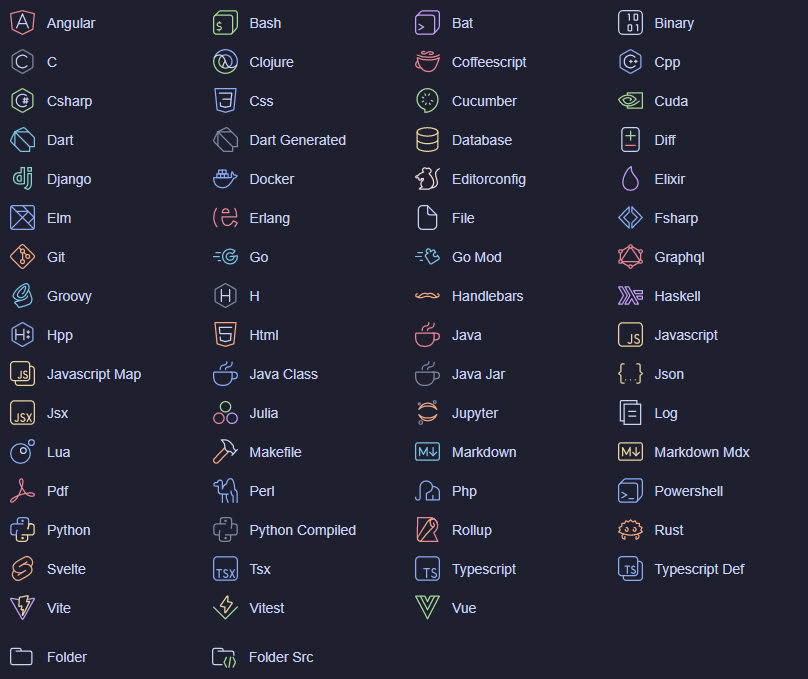 Angular Bash Bat Binary
C Clojure Coffeescript Cpp
Csharp Css Cucumber Cuda
Dart Dart Generated Database Diff
Django Docker Editorconfig Elixir
Elm Erlang File Fsharp
Git Go Go Mod Graphql
Groovy H Handlebars Haskell
Hpp Html Java Javascript
Javascript Map Java Class Java Jar Json
Jsx Julia Jupyter Log
Lua Makefile Markdown Markdown Mdx
Pdf Perl Php Powershell
Python Python Compiled Rollup Rust
Svelte Tsx Typescript Typescript Def
Vite Vitest Vue
Folder Folder Src